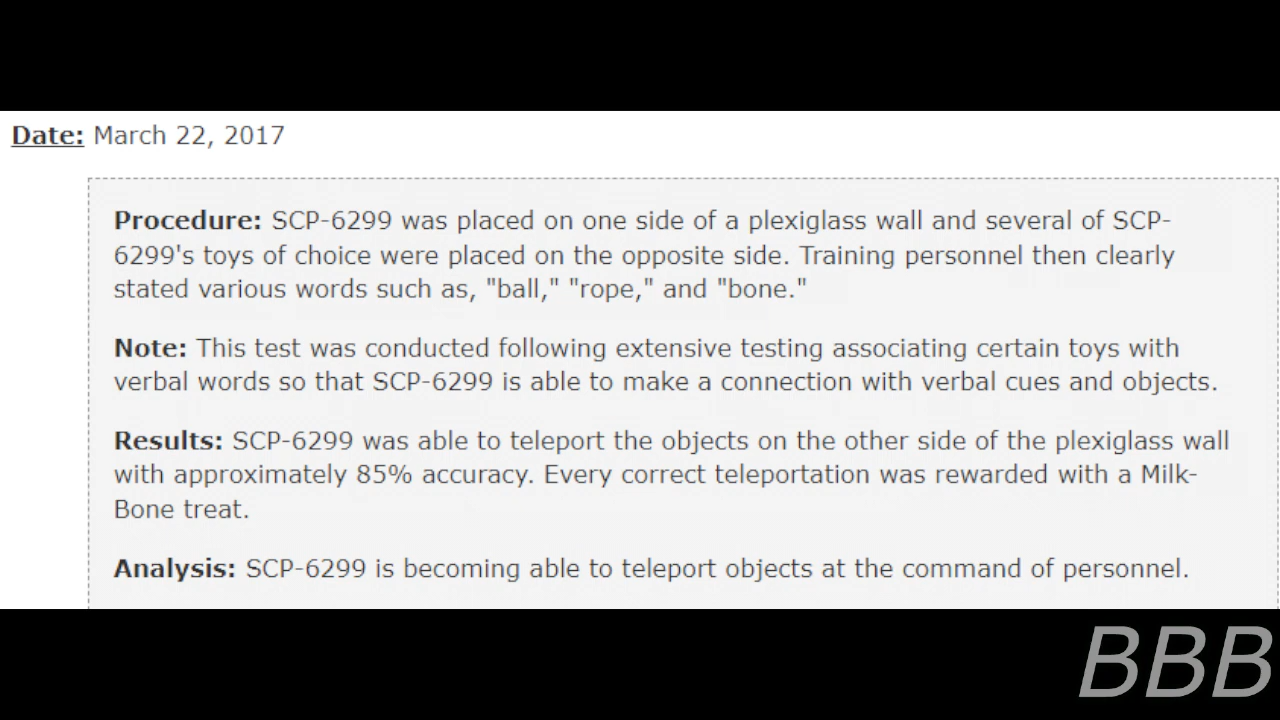 Date: March 22, 2017
Procedure: SCP-6299 was placed on one side of a plexiglass wall and several of SCP-
6299's toys of choice were placed on the opposite side. Training personnel then clearly
stated various words such as, "ball," "rope," and "bone."
Note: This test was conducted following extensive testing associating certain toys with
verbal words so that SCP-6299 is able to make a connection with verbal cues and objects.
Results: SCP-6299 was able to teleport the objects on the other side of the plexiglass wall
with approximately 85% accuracy. Every correct teleportation was rewarded with a Milk-
Bone treat.
Analysis: SCP-6299 is becoming able to teleport objects at the command of personnel.
BBB